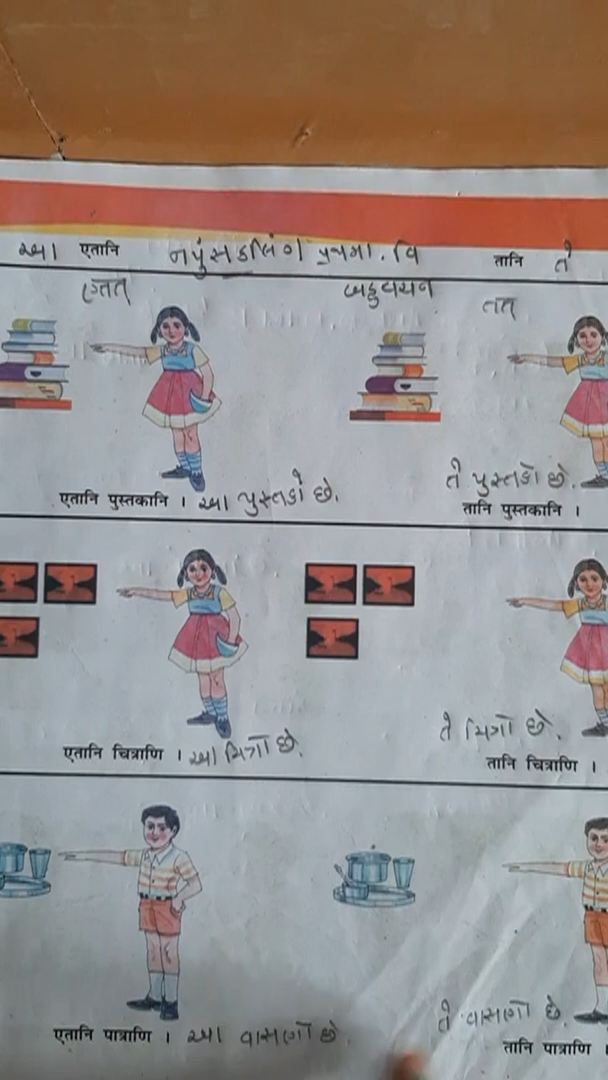 આ एतानि નપુંસકલિંગ પ્રથમા. વિ तानि તે
एतत् બહુવચન तत्
તે પુસ્તકો છે.
एतानि पुस्तकानि । આ પુસ્તકો છે. तानि पुस्तकानि ।
તે ચિત્રો છે.
एतानि चित्राणि । આ ચિત્રો છે. तानि चित्राणि ।
તે વાસણો છે.
एतानि पात्राणि । આ વાસણો છે. तानि पात्राणि ।